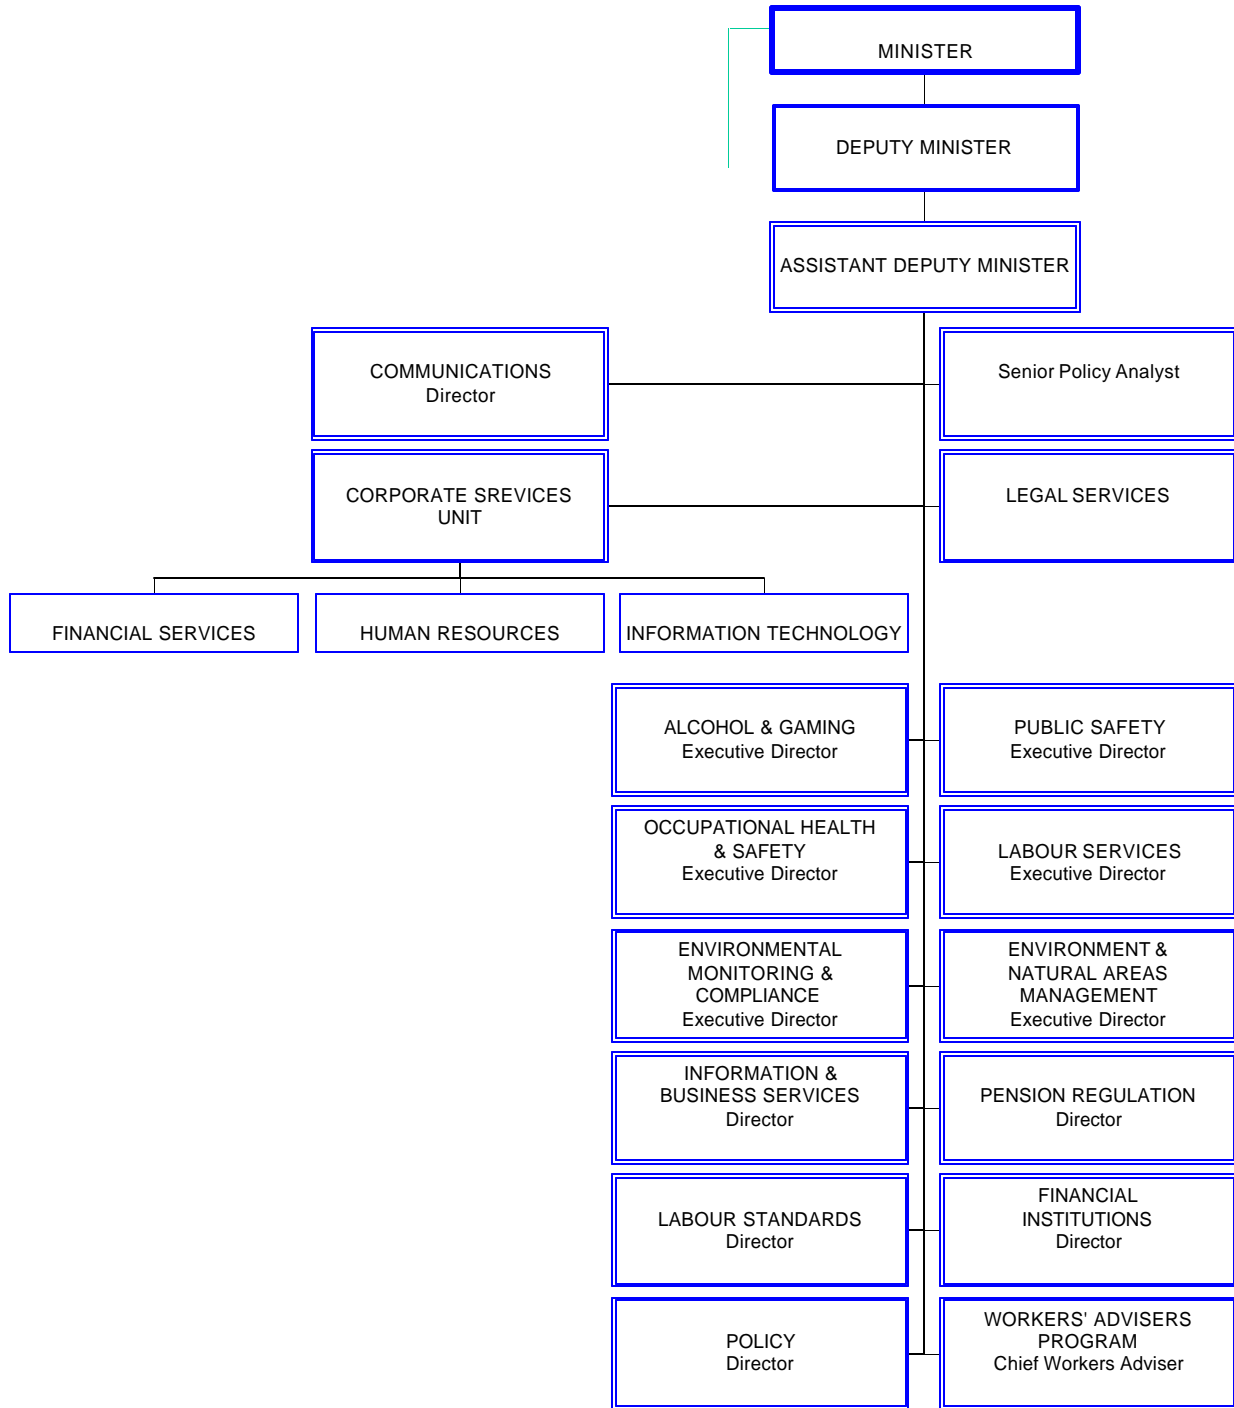 MINISTER
DEPUTY MINISTER
ASSISTANT DEPUTY MINISTER
COMMUNICATIONS
Director
Senior Policy Analyst
CORPORATE SREVICES
UNIT
LEGAL SERVICES
FINANCIAL SERVICES
HUMAN RESOURCES
INFORMATION TECHNOLOGY
ALCOHOL & GAMING
Executive Director
PUBLIC SAFETY
Executive Director
OCCUPATIONAL HEALTH
& SAFETY
Executive Director
LABOUR SERVICES
Executive Director
ENVIRONMENTAL
MONITORING &
COMPLIANCE
Executive Director
ENVIRONMENT &
NATURAL AREAS
MANAGEMENT
Executive Director
INFORMATION &
BUSINESS SERVICES
Director
PENSION REGULATION
Director
LABOUR STANDARDS
Director
FINANCIAL
INSTITUTIONS
Director
POLICY
Director
WORKERS' ADVISERS
PROGRAM
Chief Workers Adviser